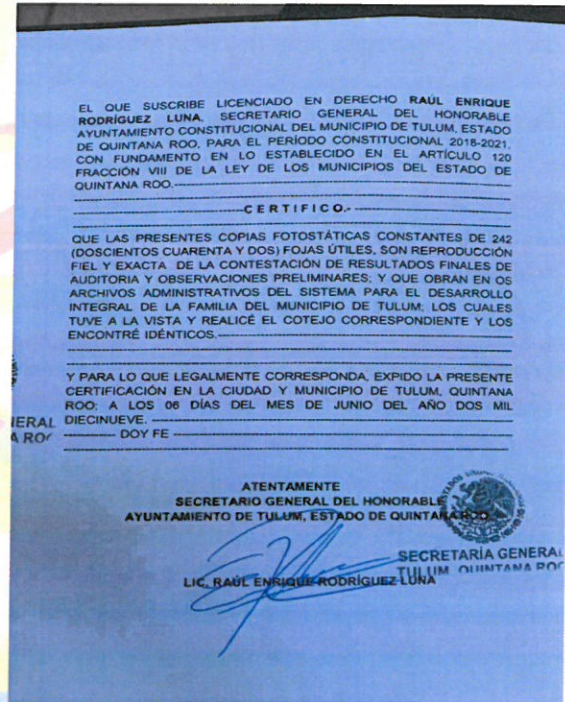 EL QUE SUSCRIBE LICENCIADO EN DERECHO RAÚL ENRIQUE
RODRÍGUEZ LUNA, SECRETARIO GENERAL DEL HONORABLE
AYUNTAMIENTO CONSTITUCIONAL DEL MUNICIPIO DE TULUM, ESTADO
DE QUINTANA ROO, PARA EL PERÍODO CONSTITUCIONAL 2018-2021,
CON FUNDAMENTO EN LO ESTABLECIDO EN EL ARTÍCULO 120
FRACCIÓN VIII DE LA LEY DE LOS MUNICIPIOS DEL ESTADO DE
QUINTANA ROO.
CERTIFICO.-
QUE LAS PRESENTES COPIAS FOTOSTÁTICAS CONSTANTES DE 242
(DOSCIENTOS CUARENTA Y DOS) FOJAS ÚTILES, SON REPRODUCCIÓN
FIEL Y EXACTA DE LA CONTESTACIÓN DE RESULTADOS FINALES DE
AUDITORIA Y OBSERVACIONES PRELIMINARES; Y QUE OBRAN EN OS
ARCHIVOS ADMINISTRATIVOS DEL SISTEMA PARA EL DESARROLLO
INTEGRAL DE LA FAMILIA DEL MUNICIPIO DE TULUM; LOS CUALES
TUVE A LA VISTA Y REALICÉ EL COTEJO CORRESPONDIENTE Y LOS
ENCONTRÉ IDÉNTICOS.
Y PARA LO QUE LEGALMENTE CORRESPONDA, EXPIDO LA PRESENTE
CERTIFICACIÓN EN LA CIUDAD Y MUNICIPIO DE TULUM, QUINTANA
ROO; A LOS 06 DÍAS DEL MES DE JUNIO DEL AÑO DOS MIL
DIECINUEVE.
DOY FE
NERAL
A ROO
ATENTAMENTE
SECRETARIO GENERAL DEL HONORABLE
AYUNTAMIENTO DE TULUM, ESTADO DE QUINTANA ROO
SECRETARÍA GENERAL
TULUM, QUINTANA ROO
LIC. RAÚL ENRIQUE RODRÍGUEZ LUNA